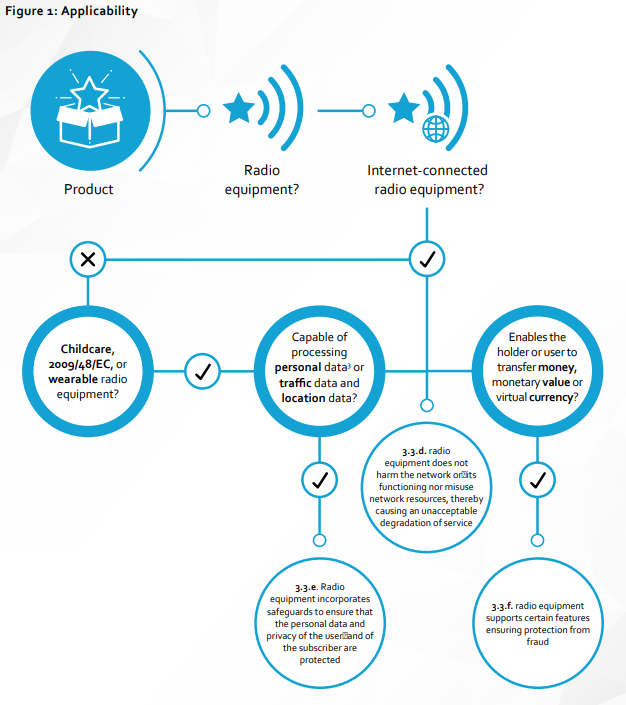 Figure 1: Applicability
Product
Radio
equipment?
Internet-connected
radio equipment?
Childcare,
2009/48/EC, or
wearable radio
equipment?
Capable of
processing
personal data³ or
traffic data and
location data?
Enables the
holder or user to
transfer money,
monetary value or
virtual currency?
3.3.d. radio
equipment does not
harm the network or its
functioning nor misuse
network resources, thereby
causing an unacceptable
degradation of service
3.3.e. Radio
equipment incorporates
safeguards to ensure that
the personal data and
privacy of the user and of
the subscriber are
protected
3.3.f. radio equipment
supports certain features
ensuring protection from
fraud